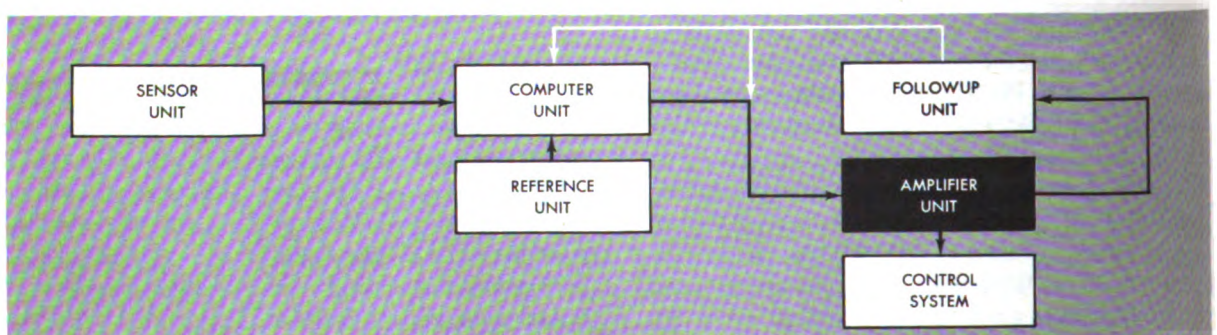 SENSOR
UNIT
COMPUTER
UNIT
FOLLOWUP
UNIT
REFERENCE
UNIT
AMPLIFIER
UNIT
CONTROL
SYSTEM